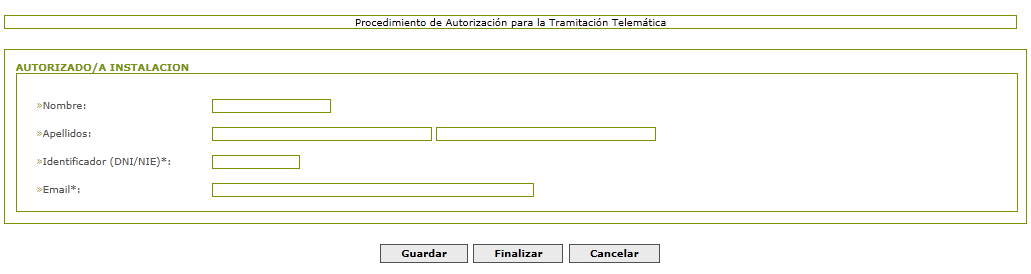 Procedimiento de Autorización para la Tramitación Telemática
AUTORIZADO/A INSTALACION
»Nombre:
»Apellidos:
»Identificador (DNI/NIE)*:
»Email*:
Guardar Finalizar Cancelar